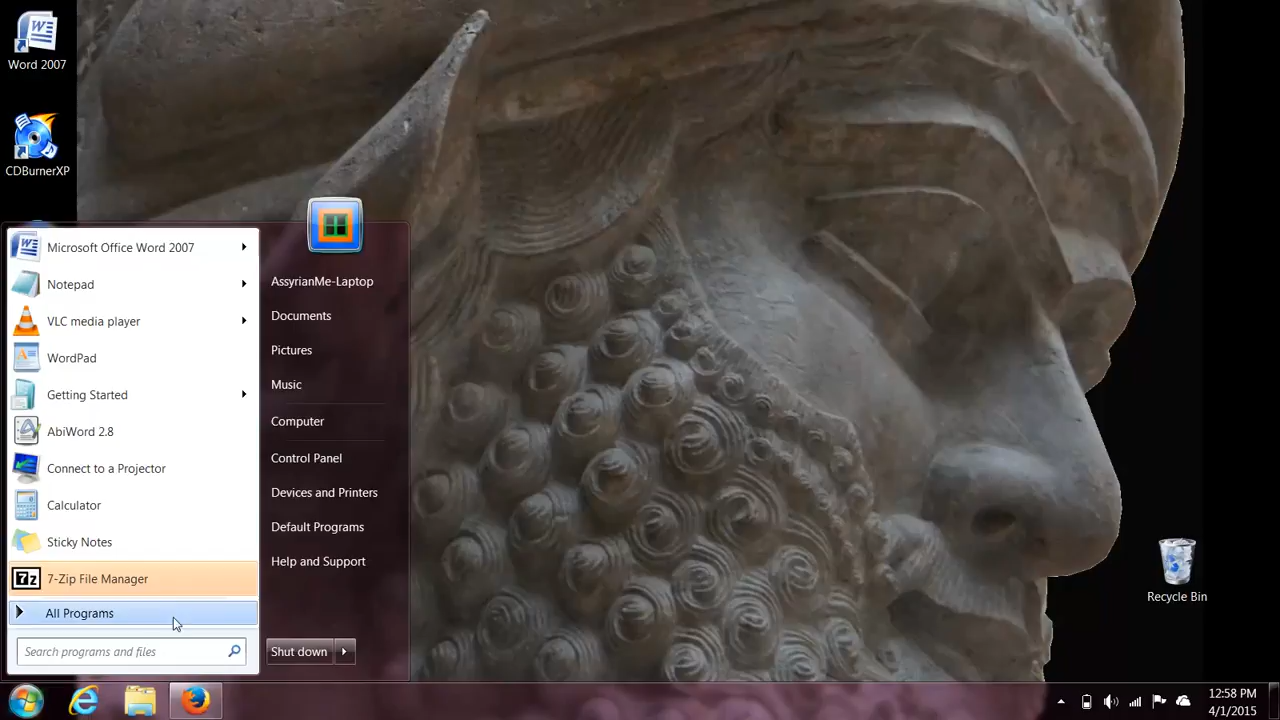 Word 2007
CDBurnerXP
Microsoft Office Word 2007
Notepad
VLC media player
WordPad
Getting Started
AbiWord 2.8
Connect to a Projector
Calculator
Sticky Notes
7z 7-Zip File Manager
All Programs
Search programs and files
AssyrianMe-Laptop
Documents
Pictures
Music
Computer
Control Panel
Devices and Printers
Default Programs
Help and Support
Shut down
Recycle Bin
12:58 PM
4/1/2015